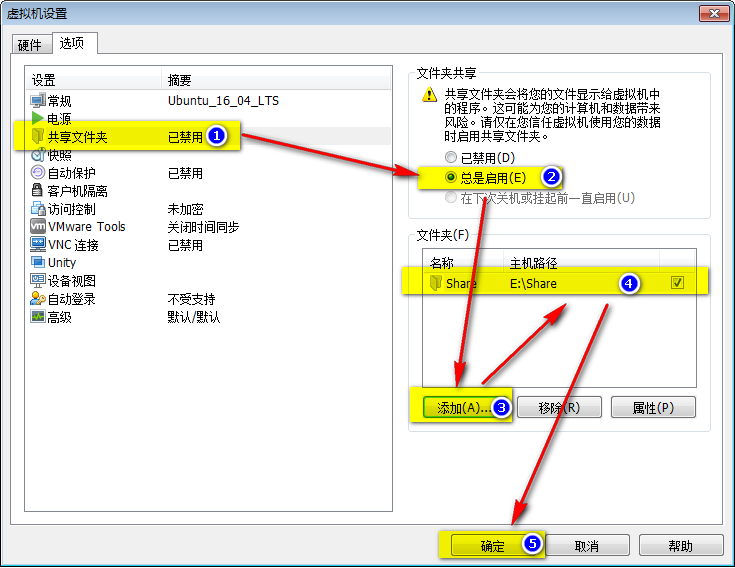 虚拟机设置
硬件 选项
设置 摘要
常规 Ubuntu_16_04_LTS
电源
共享文件夹 已禁用 1
快照
自动保护 已禁用
客户机隔离
访问控制 未加密
VMware Tools 关闭时间同步
VNC 连接 已禁用
Unity
设备视图
自动登录 不受支持
高级 默认/默认
文件夹共享
共享文件夹会将您的文件显示给虚拟机中
的程序。这可能为您的计算机和数据带来
风险。请仅在您信任虚拟机使用您的数据
时启用共享文件夹。
已禁用(D)
总是启用(E) 2
在下次关机或挂起前一直启用(U)
文件夹(F)
名称 主机路径
Share E:\Share 4
添加(A)... 3 移除(R) 属性(P)
确定 5 取消 帮助